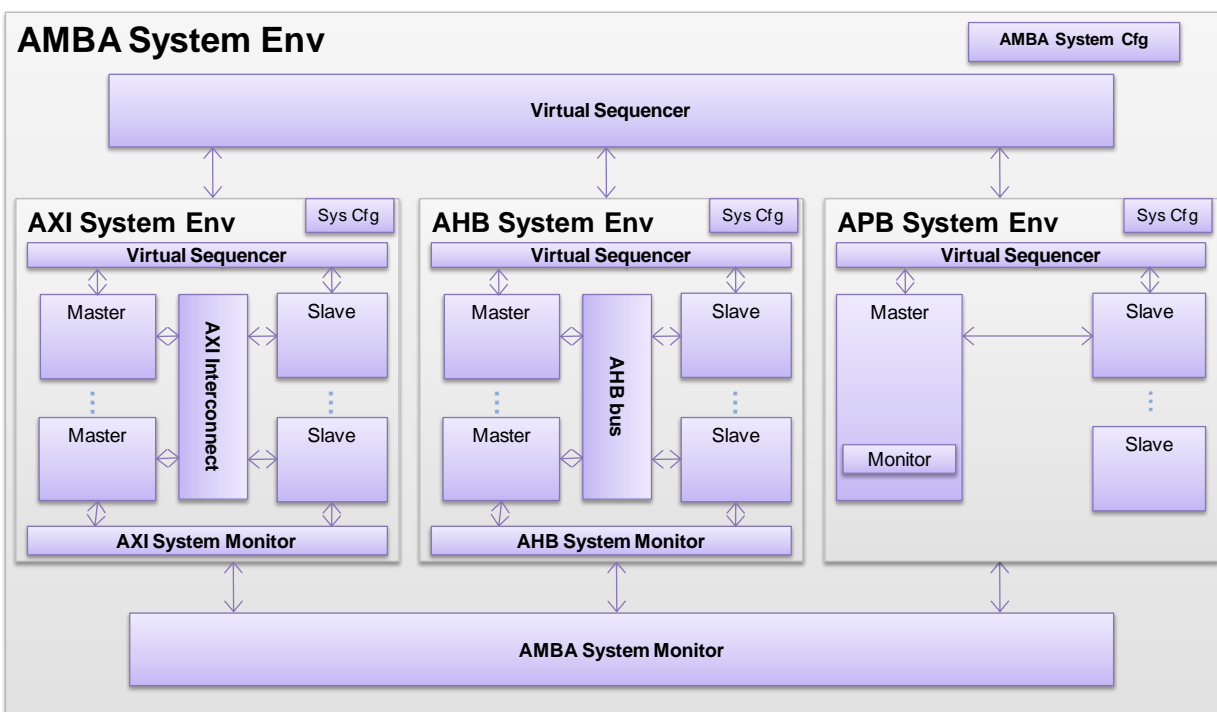 AMBA System Env
AMBA System Cfg
Virtual Sequencer
AXI System Env
Sys Cfg
Virtual Sequencer
Master
Slave
AXI Interconnect
Master
Slave
AXI System Monitor
AHB System Env
Sys Cfg
Virtual Sequencer
Master
Slave
AHB bus
Master
Slave
AHB System Monitor
APB System Env
Sys Cfg
Virtual Sequencer
Master
Slave
Monitor
Slave
AMBA System Monitor